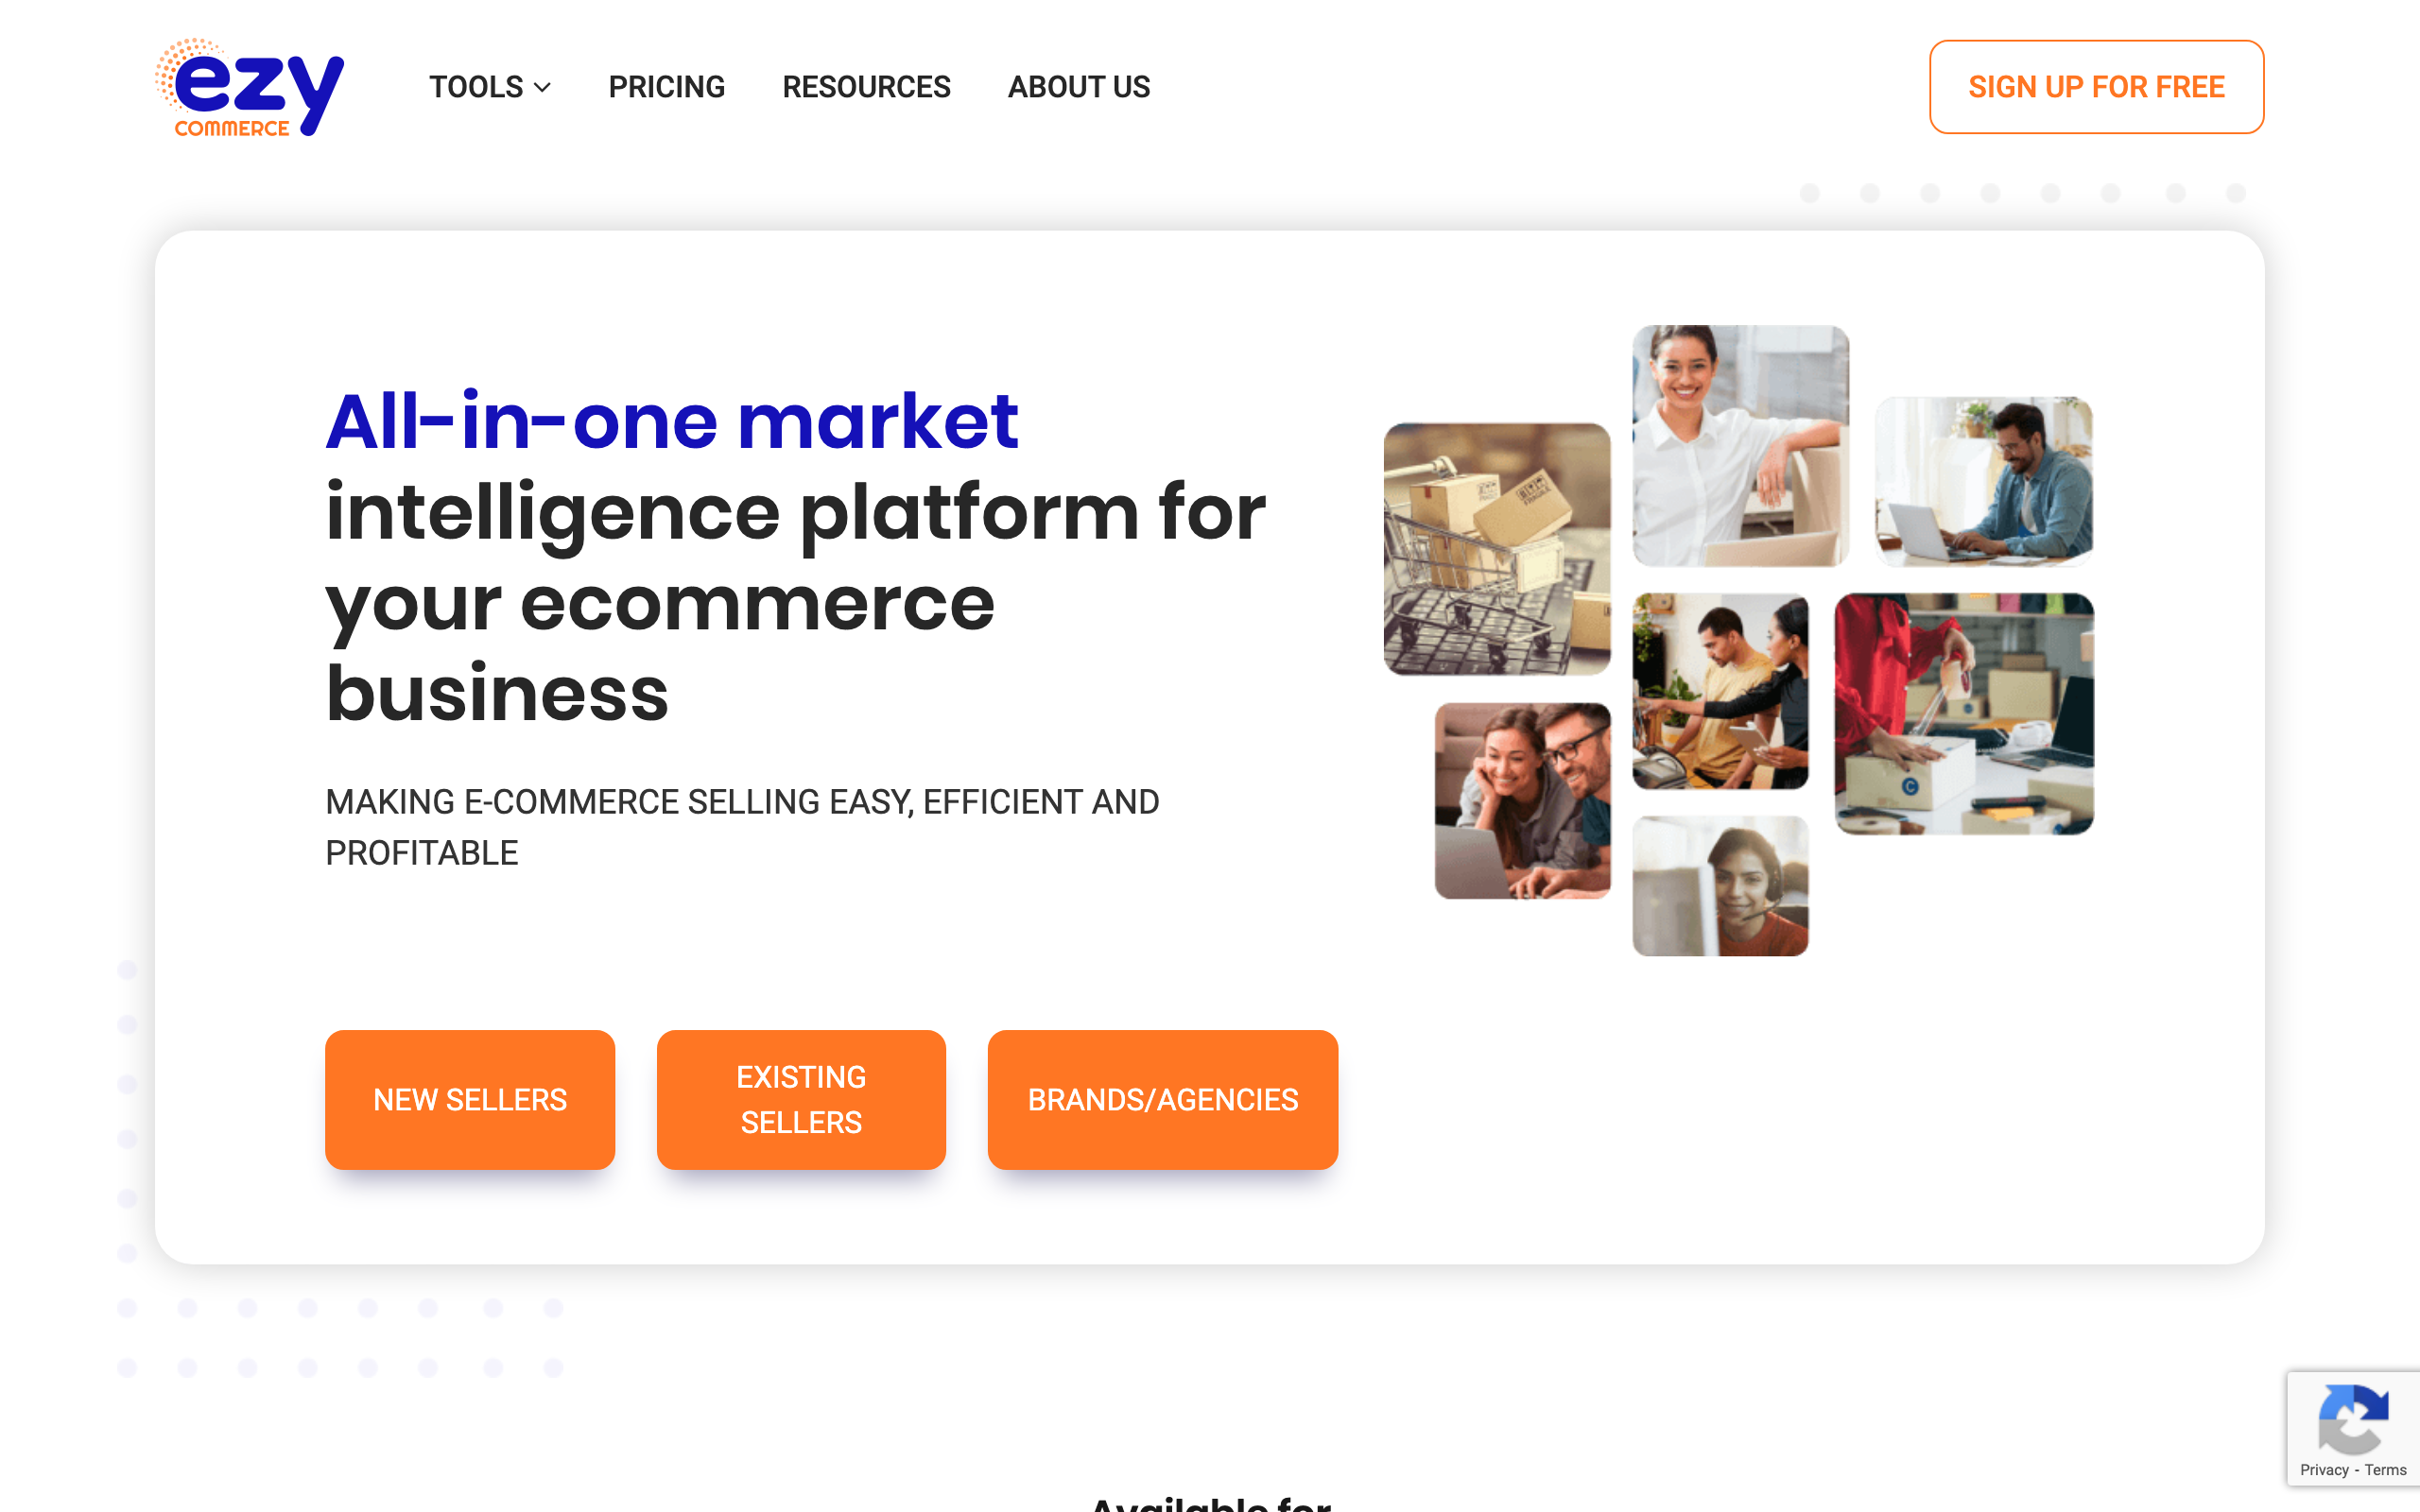 ezy
COMMERCE
TOOLS
PRICING
RESOURCES
ABOUT US
SIGN UP FOR FREE
All-in-one market
intelligence platform for
your ecommerce
business
MAKING E-COMMERCE SELLING EASY, EFFICIENT AND
PROFITABLE
NEW SELLERS
EXISTING
SELLERS
BRANDS/AGENCIES
Available for
Privacy - Terms